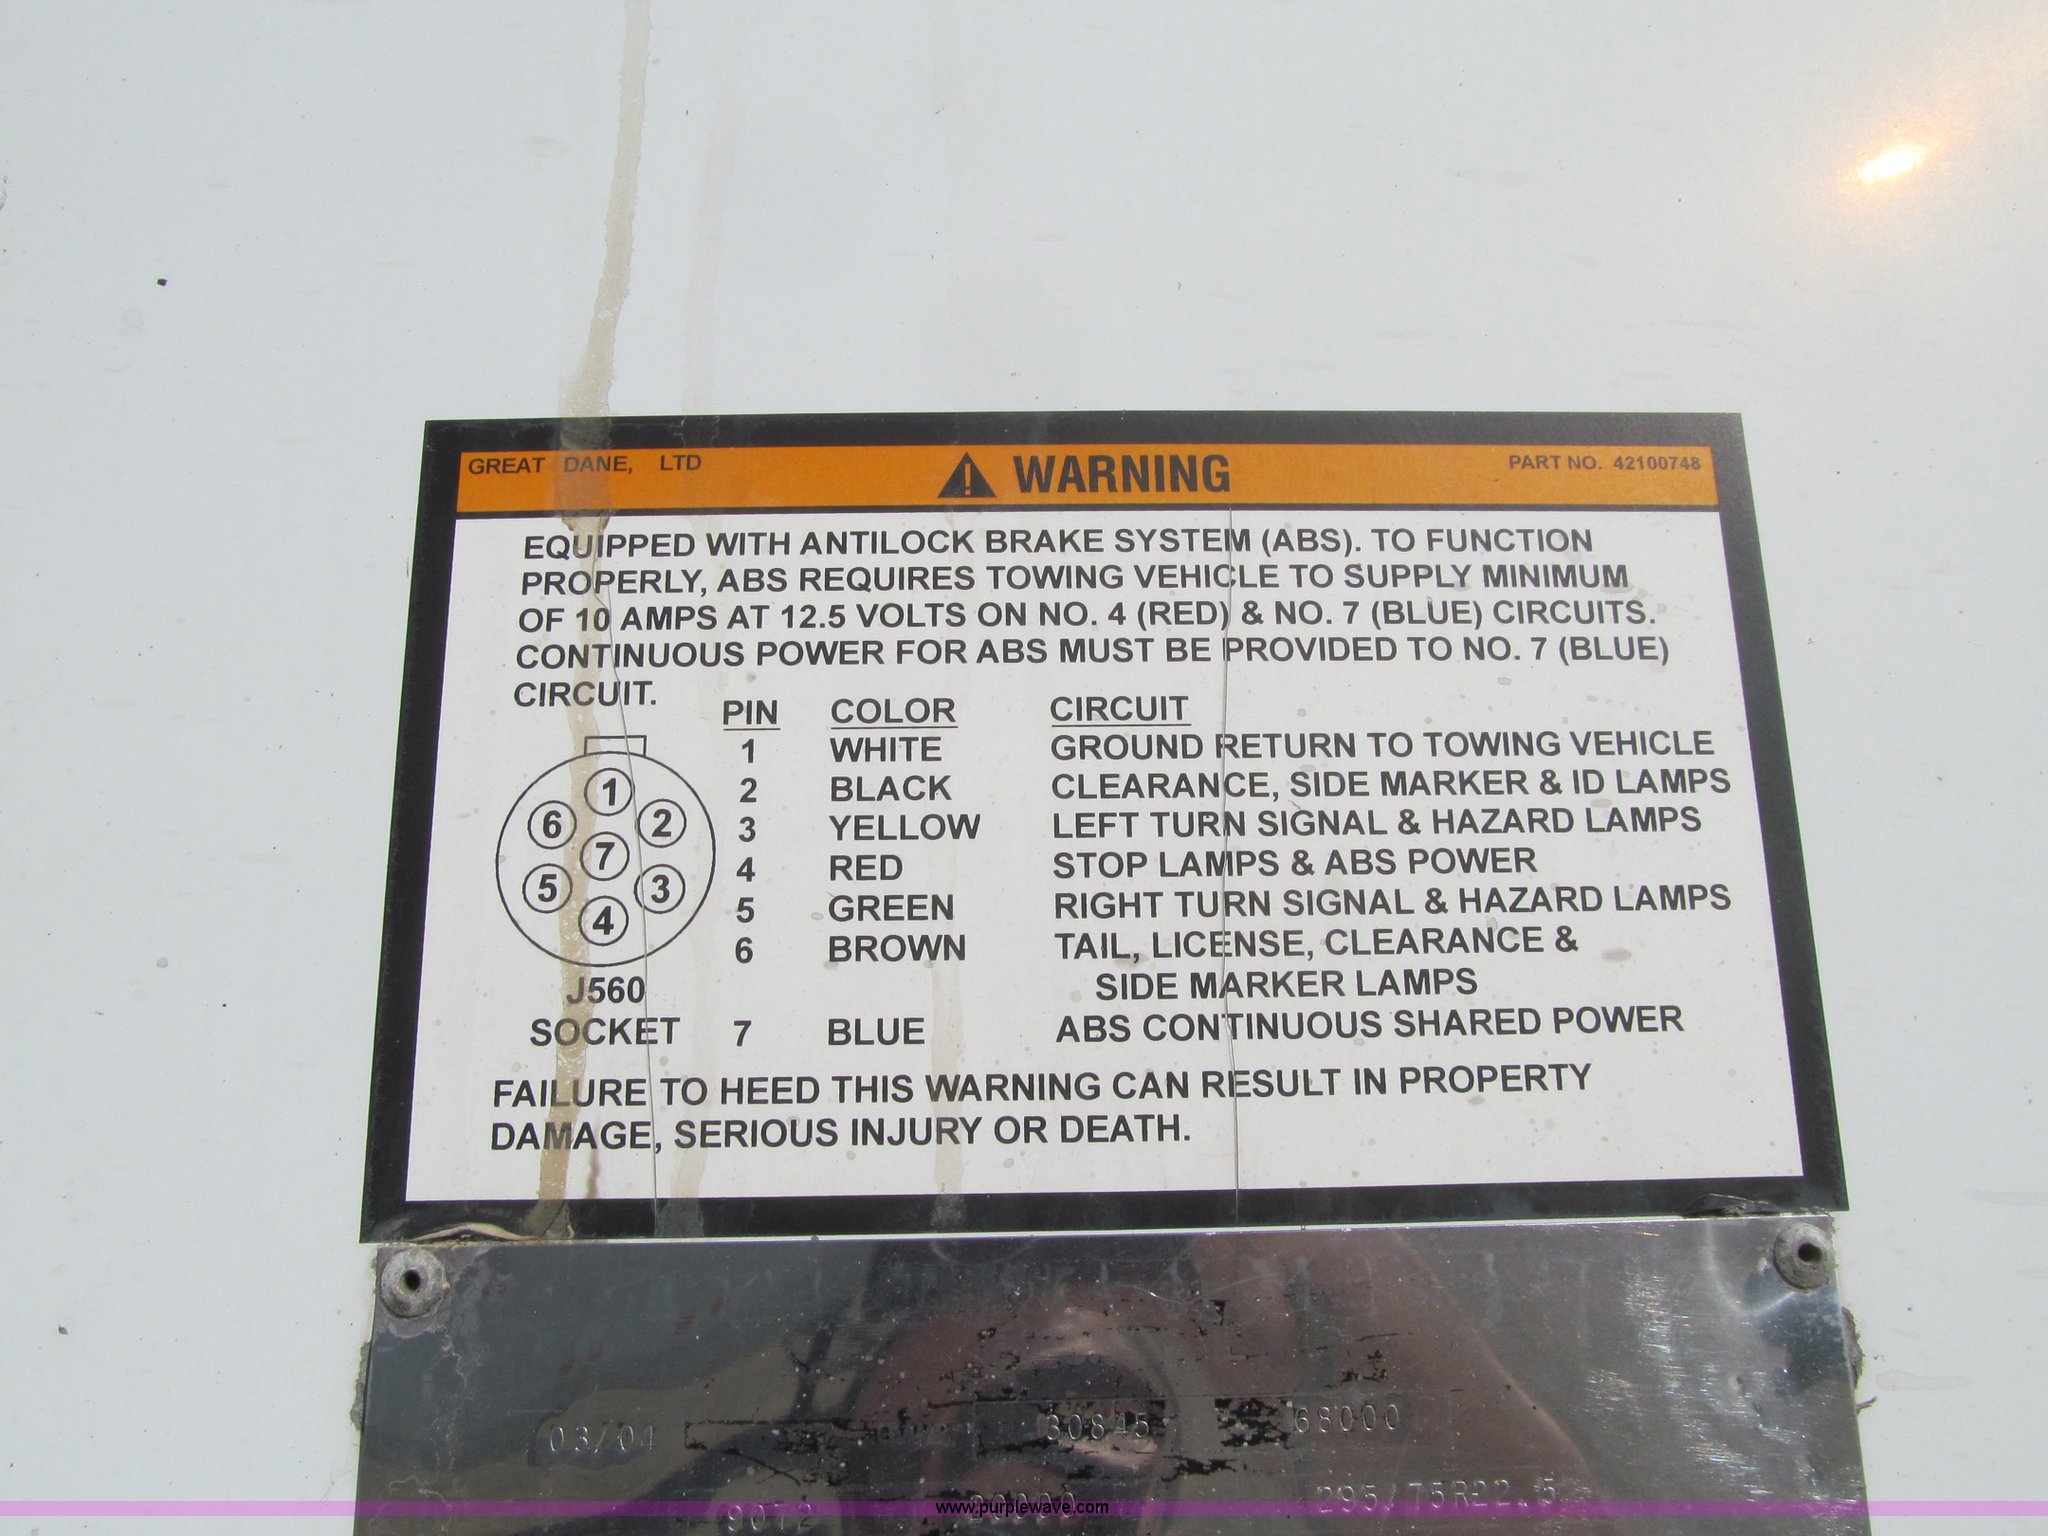 GREAT DANE, LTD
WARNING
PART NO. 42100748
EQUIPPED WITH ANTILOCK BRAKE SYSTEM (ABS). TO FUNCTION
PROPERLY, ABS REQUIRES TOWING VEHICLE TO SUPPLY MINIMUM
OF 10 AMPS AT 12.5 VOLTS ON NO. 4 (RED) & NO. 7 (BLUE) CIRCUITS.
CONTINUOUS POWER FOR ABS MUST BE PROVIDED TO NO. 7 (BLUE)
CIRCUIT.
PIN COLOR CIRCUIT
1 WHITE GROUND RETURN TO TOWING VEHICLE
2 BLACK CLEARANCE, SIDE MARKER & ID LAMPS
3 YELLOW LEFT TURN SIGNAL & HAZARD LAMPS
4 RED STOP LAMPS & ABS POWER
5 GREEN RIGHT TURN SIGNAL & HAZARD LAMPS
6 BROWN TAIL, LICENSE, CLEARANCE &
SIDE MARKER LAMPS
7 BLUE ABS CONTINUOUS SHARED POWER
1
6 2
7
5 3
4
J560
SOCKET
FAILURE TO HEED THIS WARNING CAN RESULT IN PROPERTY
DAMAGE, SERIOUS INJURY OR DEATH.
03/04 30845 68000
9072 20000 295/75R22.5
www.purplewave.com